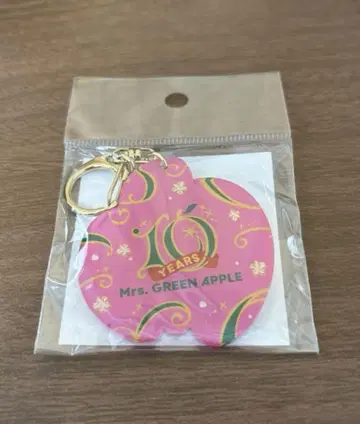 10
YEARS
Mrs. GREEN APPLE